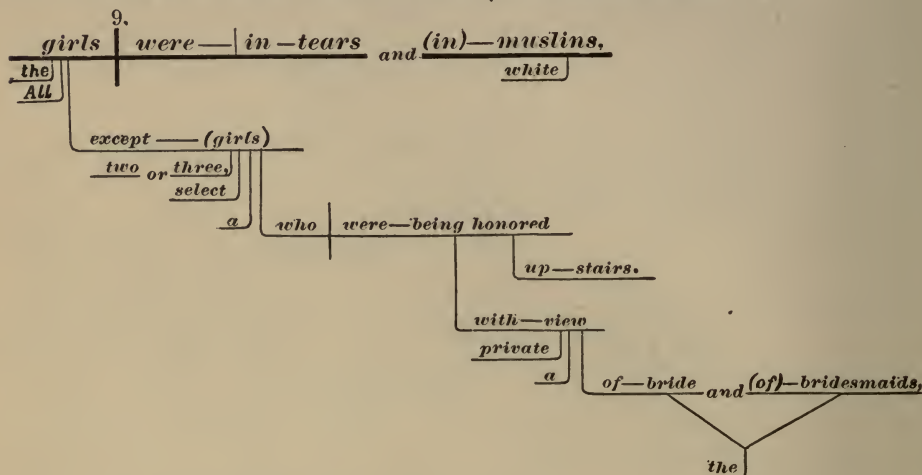 9.
girls were—in—tears and (in)—muslins,
the white
All
except—(girls)
two or three,
select
a
who were—being honored
up—stairs.
with—view
private
a
of—bride and (of)—bridesmaids,
the